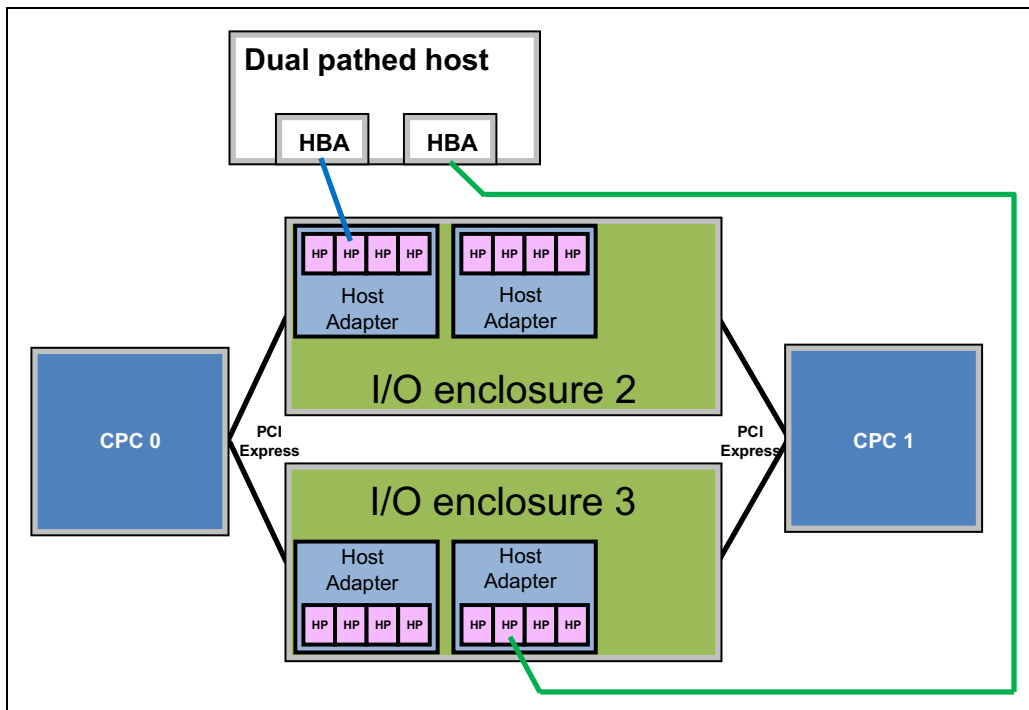 Dual pathed host
HBA
HBA
HP HP HP HP
HP HP HP HP
Host
Adapter
Host
Adapter
I/O enclosure 2
CPC 0
PCI
Express
PCI
Express
CPC 1
I/O enclosure 3
Host
Adapter
Host
Adapter
HP HP HP HP
HP HP HP HP